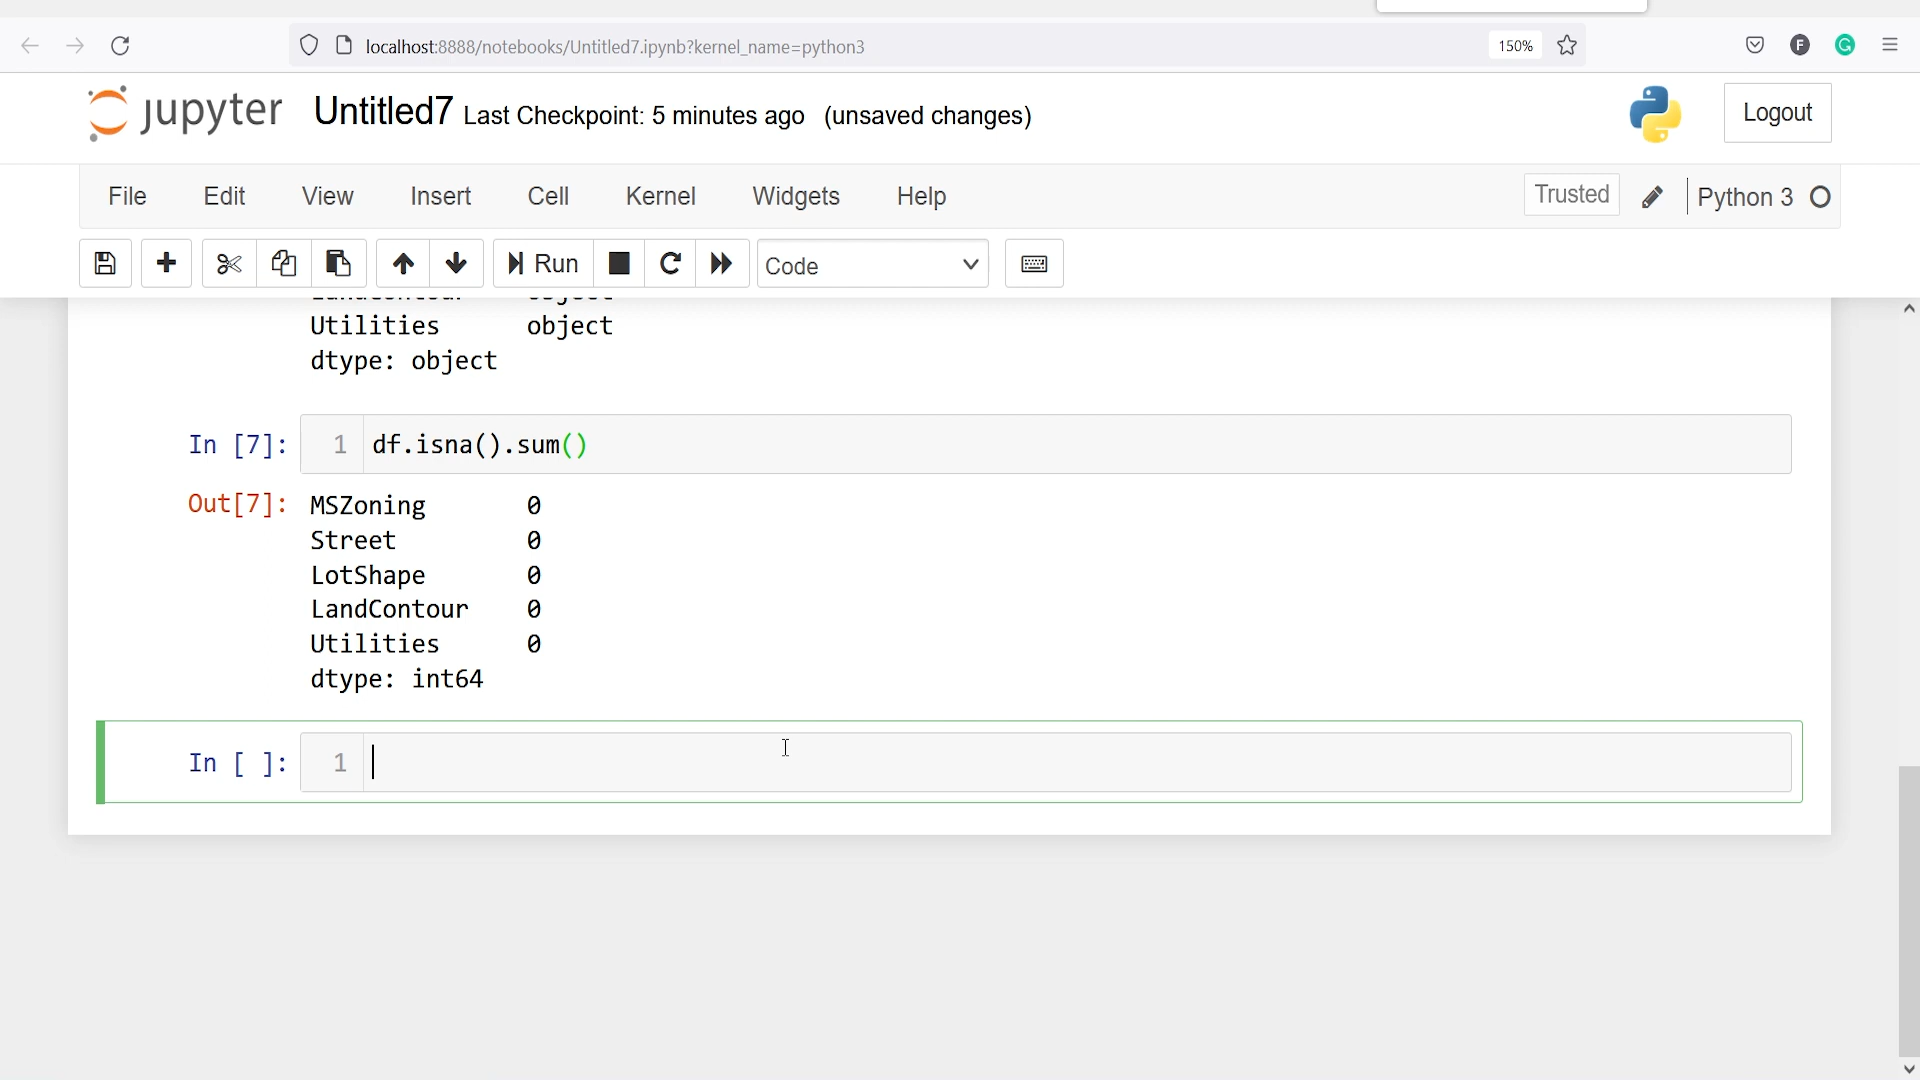 localhost:8888/notebooks/Untitled7.ipynb?kernel_name=python3 150% F G
jupyter Untitled7 Last Checkpoint: 5 minutes ago (unsaved changes) Logout
File Edit View Insert Cell Kernel Widgets Help Trusted Python 3
Run Code
Utilities object
dtype: object
In [7]: 1 df.isna().sum()
Out[7]: MSZoning 0
Street 0
LotShape 0
LandContour 0
Utilities 0
dtype: int64
In [ ]: 1